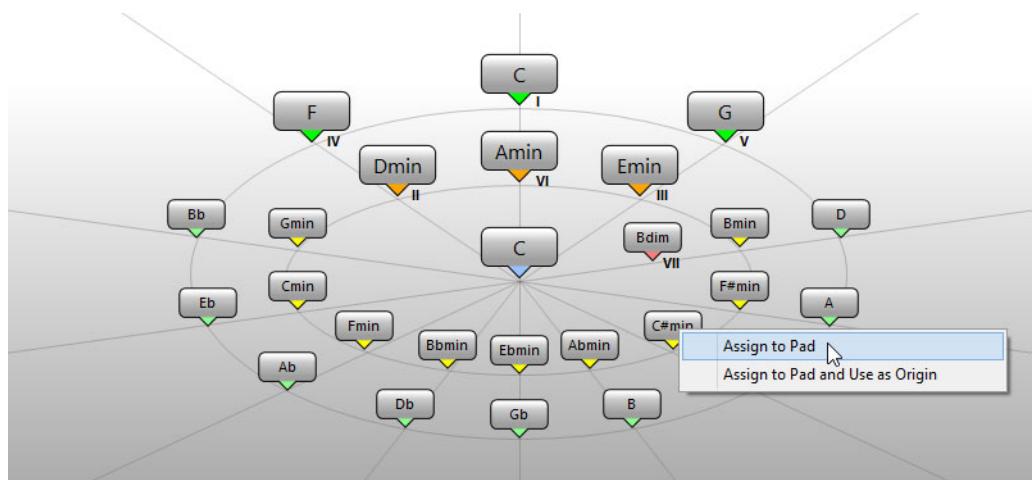 C
I
F
IV
G
V
Amin
VI
Dmin
II
Emin
III
Bb
Gmin
Bmin
D
C
Bdim
VII
Cmin
F#min
Eb
A
Fmin
C#min
Bbmin
Ebmin
Abmin
Assign to Pad
Ab
Assign to Pad and Use as Origin
Db
Gb
B